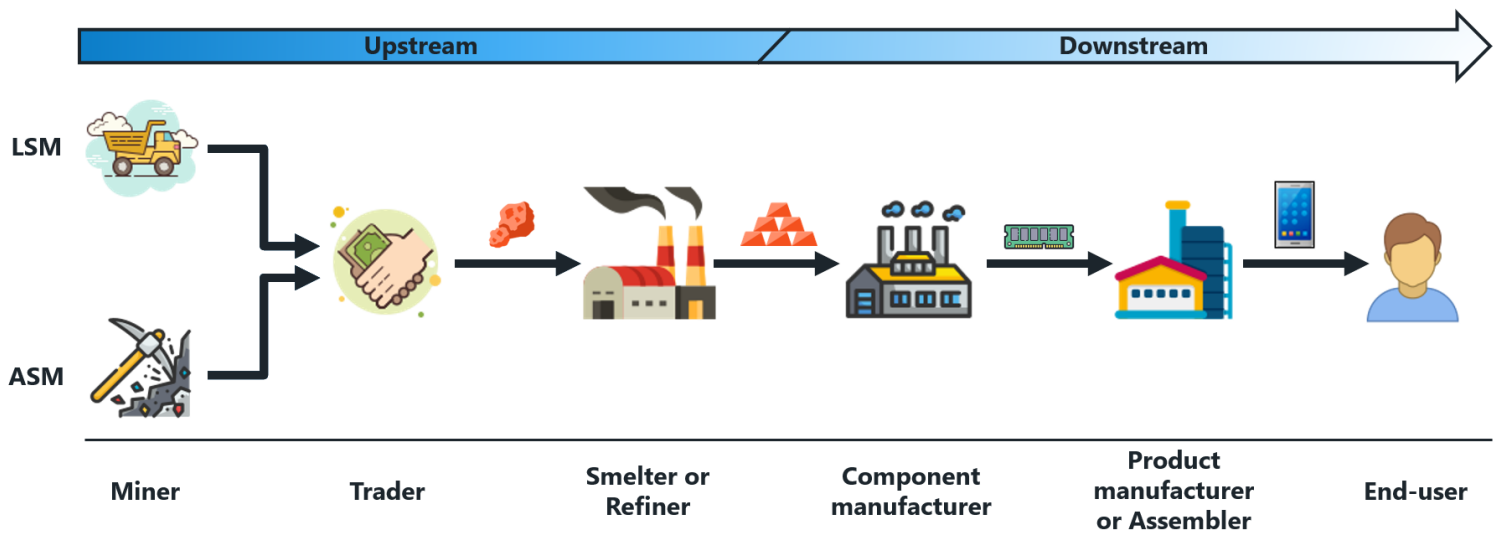 Upstream
Downstream
LSM
ASM
Miner
Trader
Smelter or
Refiner
Component
manufacturer
Product
manufacturer
or Assembler
End-user